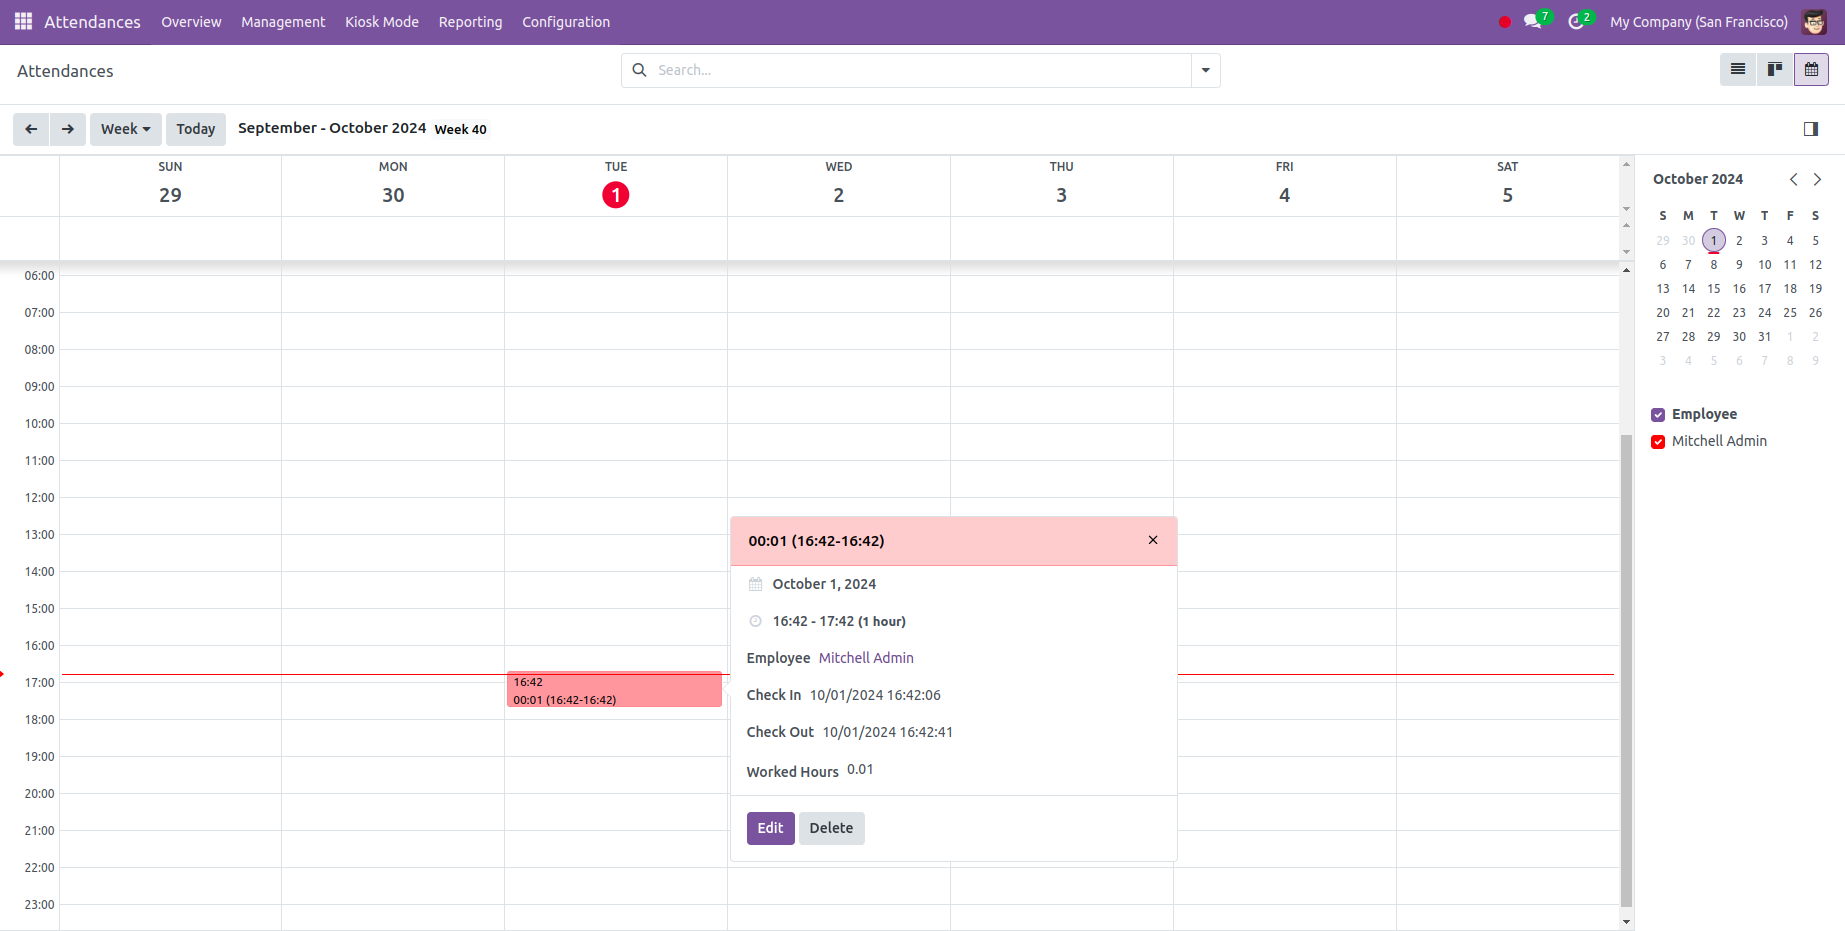 Attendances Overview Management Kiosk Mode Reporting Configuration 7 2 My Company (San Francisco)
Attendances Search...
Week Today September - October 2024 Week 40
SUN MON TUE WED THU FRI SAT
29 30 1 2 3 4 5
06:00
07:00
08:00
09:00
10:00
11:00
12:00
13:00
14:00
15:00
16:00
17:00
18:00
19:00
20:00
21:00
22:00
23:00
16:42
00:01 (16:42-16:42)
00:01 (16:42-16:42)
October 1, 2024
16:42 - 17:42 (1 hour)
Employee Mitchell Admin
Check In 10/01/2024 16:42:06
Check Out 10/01/2024 16:42:41
Worked Hours 0.01
Edit Delete
October 2024
S M T W T F S
29 30 1 2 3 4 5
6 7 8 9 10 11 12
13 14 15 16 17 18 19
20 21 22 23 24 25 26
27 28 29 30 31 1 2
3 4 5 6 7 8 9
Employee
Mitchell Admin